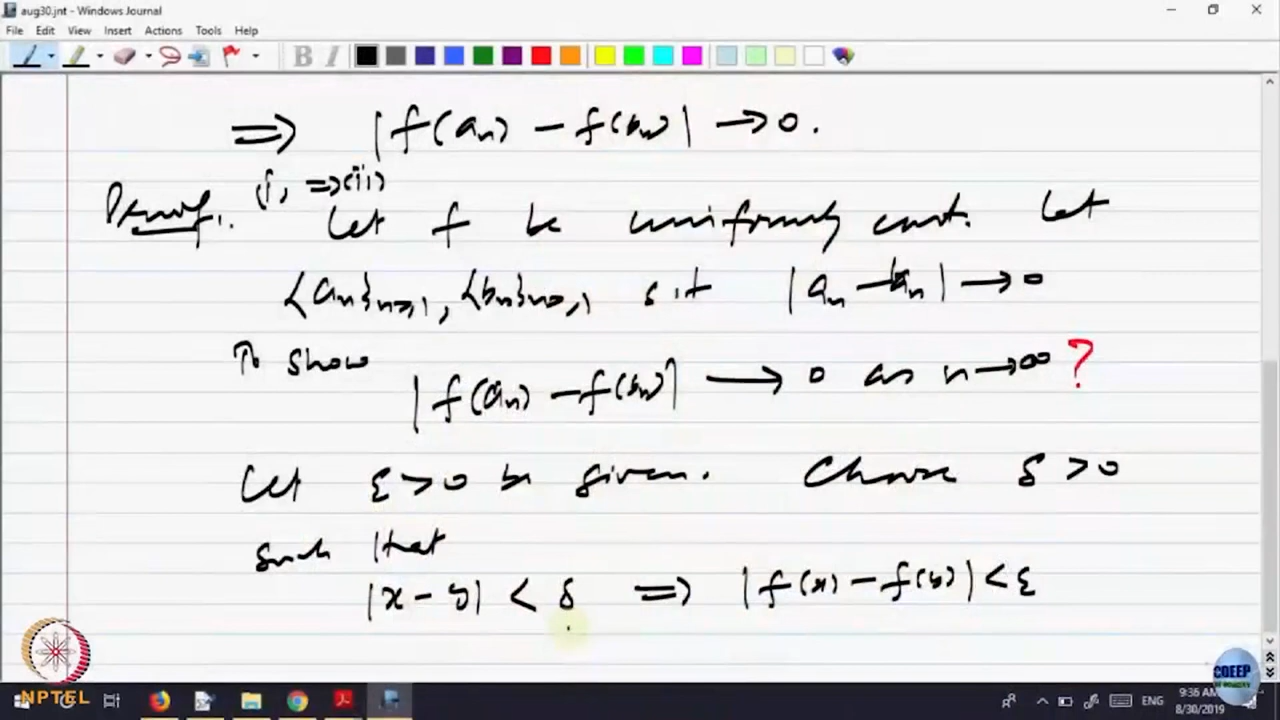 aug30.jnt - Windows Journal
File Edit View Insert Actions Tools Help
B I
⇒ |f(aₙ) − f(bₙ)| → 0.
Proof. (i) ⇒ (ii)
Let f be uniformly cont. Let
{aₙ}ₙ≥₁, {bₙ}ₙ≥₁ s.t |aₙ − bₙ| → 0
To show
|f(aₙ) − f(bₙ)| → 0 as n → ∞ ?
Let ε > 0 be given. Choose δ > 0
such that
|x − y| < δ ⇒ |f(x) − f(y)| < ε
NPTEL
CDEEP
ENG
9:36 AM
8/30/2019